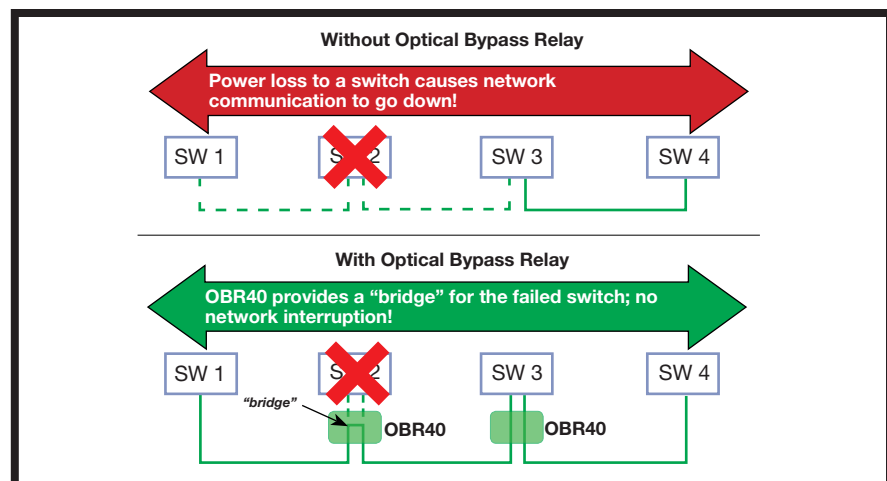 Without Optical Bypass Relay
Power loss to a switch causes network
communication to go down!
SW 1
SW 3
SW 4
With Optical Bypass Relay
OBR40 provides a “bridge” for the failed switch; no
network interruption!
SW 1
SW 3
SW 4
“bridge”
OBR40
OBR40